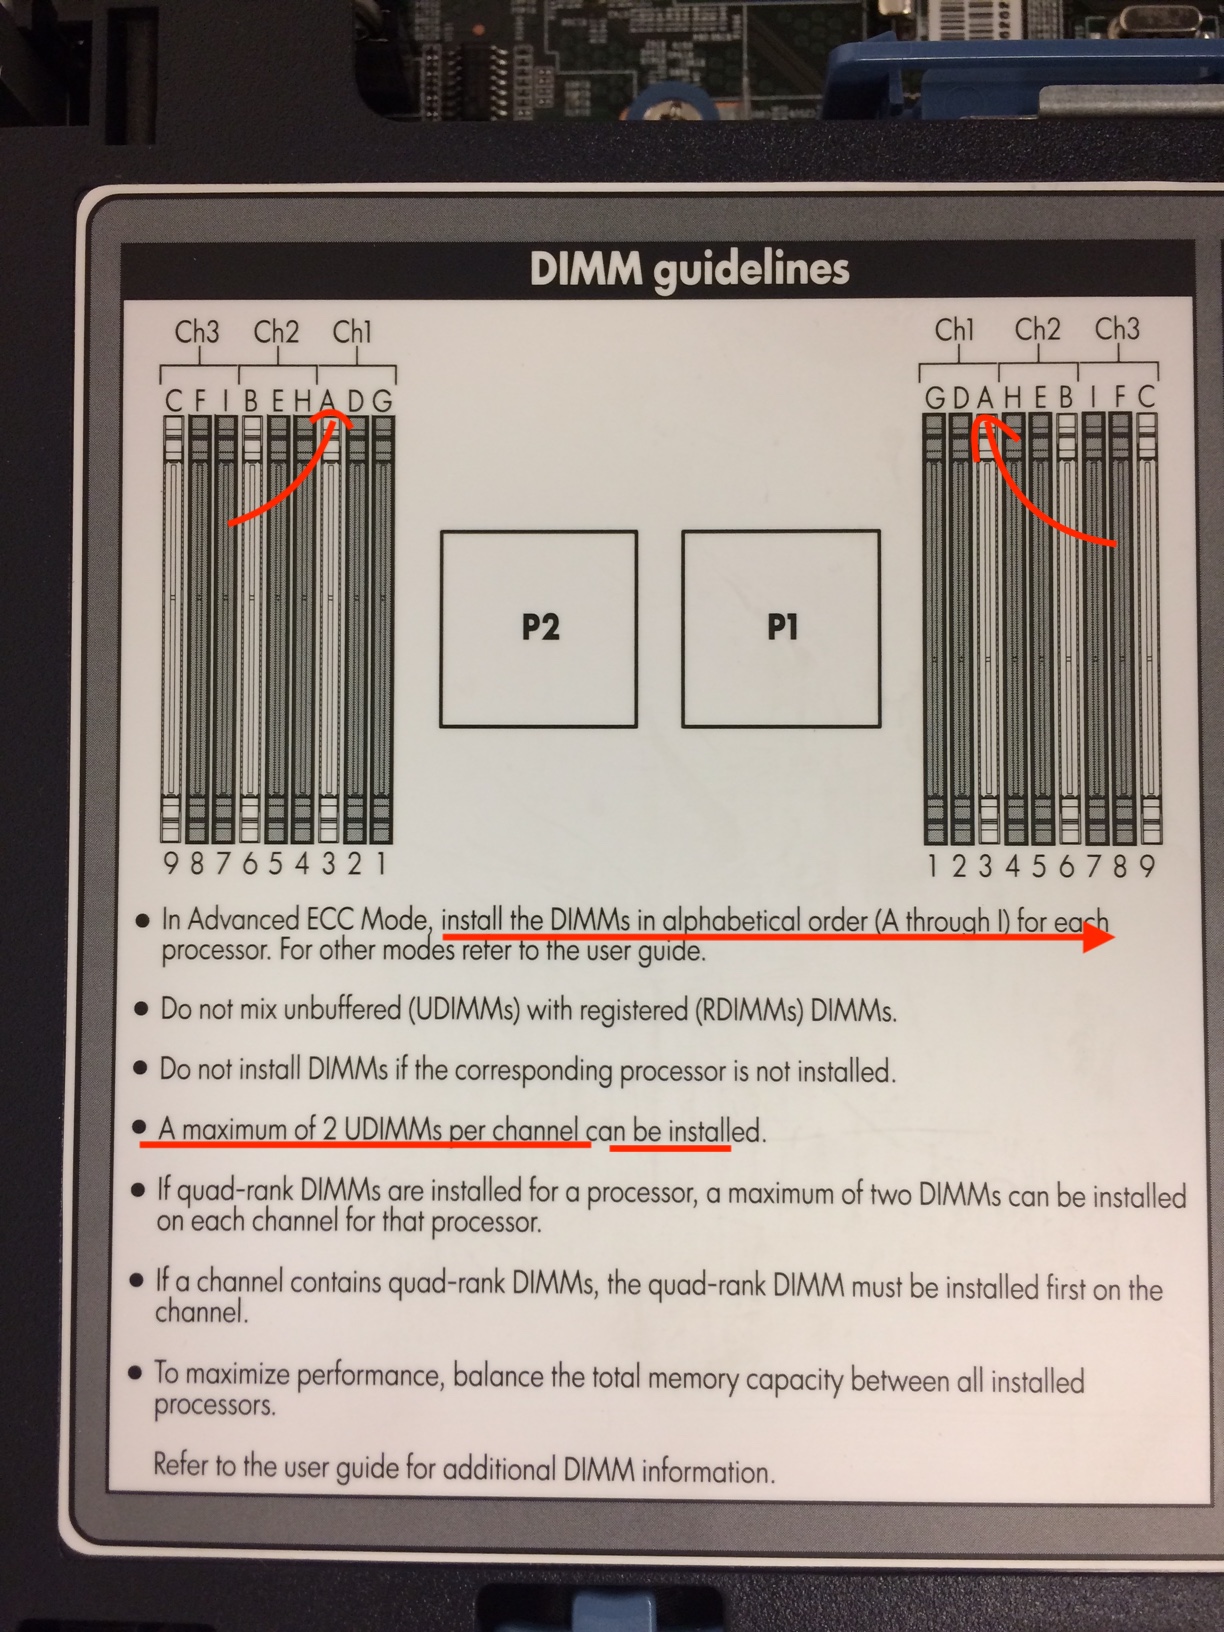 DIMM guidelines
Ch3 Ch2 Ch1
C F I B E H A D G
9 8 7 6 5 4 3 2 1
P2
P1
Ch1 Ch2 Ch3
G D A H E B I F C
1 2 3 4 5 6 7 8 9
• In Advanced ECC Mode, install the DIMMs in alphabetical order (A through I) for each
processor. For other modes refer to the user guide.
• Do not mix unbuffered (UDIMMs) with registered (RDIMMs) DIMMs.
• Do not install DIMMs if the corresponding processor is not installed.
• A maximum of 2 UDIMMs per channel can be installed.
• If quad-rank DIMMs are installed for a processor, a maximum of two DIMMs can be installed
on each channel for that processor.
• If a channel contains quad-rank DIMMs, the quad-rank DIMM must be installed first on the
channel.
• To maximize performance, balance the total memory capacity between all installed
processors.
Refer to the user guide for additional DIMM information.